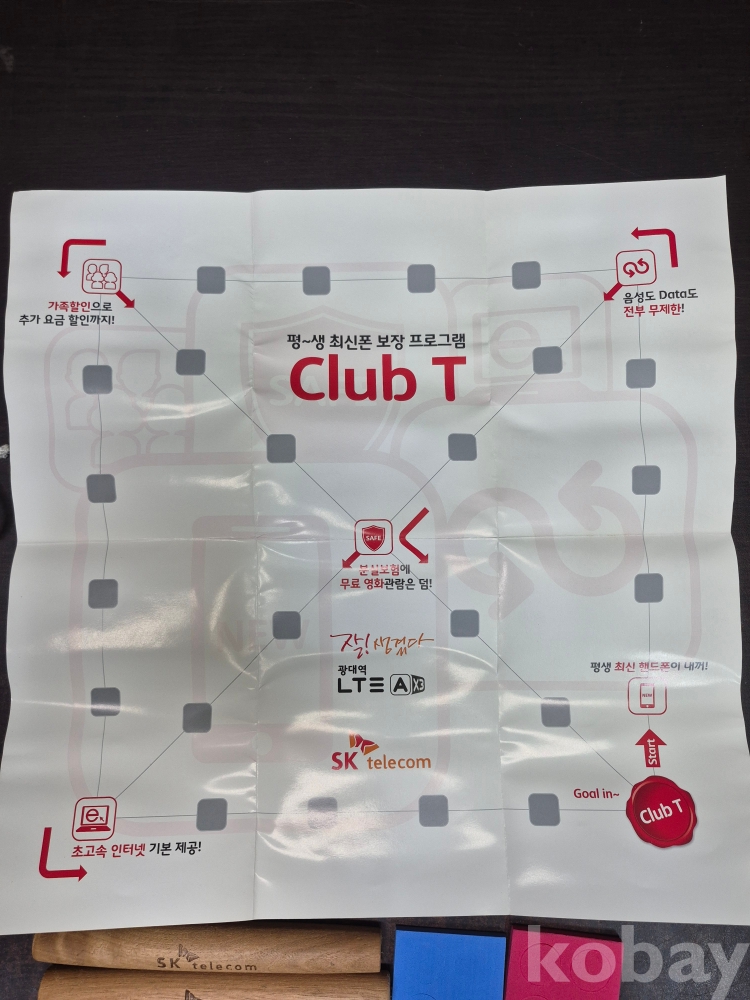 가족할인으로
추가 요금 할인까지!
음성도 Data도
전부 무제한!
평~생 최신폰 보장 프로그램
Club T
SAFE
분실보험에
무료 영화관람은 덤!
잘! 생겼다
광대역
LTE A X3
SK telecom
평생 최신 핸드폰이 내꺼!
NEW
Start
Goal in~
Club T
e
초고속 인터넷 기본 제공!
SK telecom
kobay